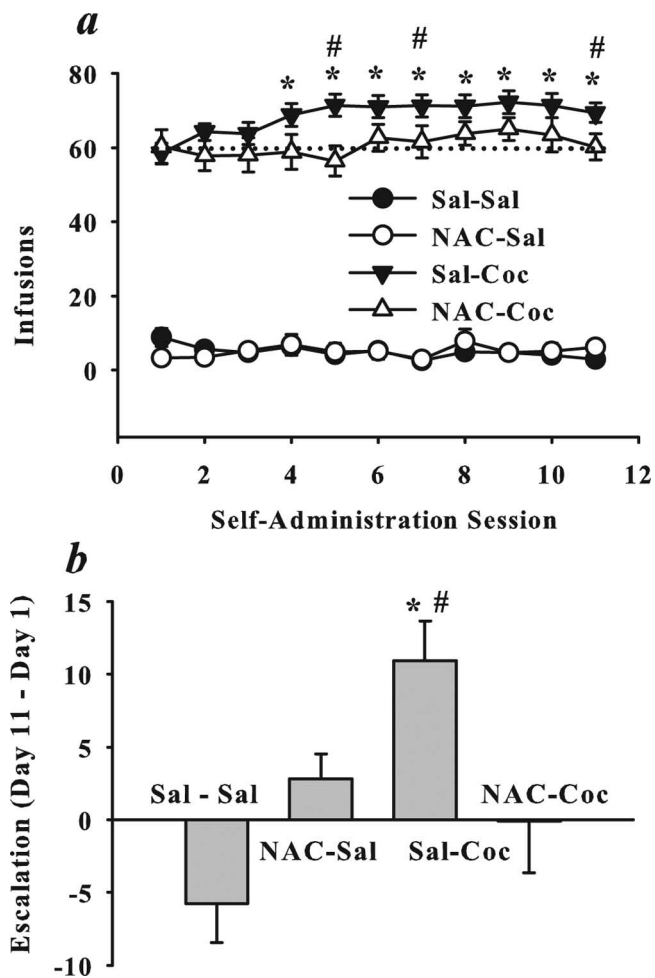 a
# # #
* * * * * * * *
80
60
40
20
0
Infusions
Sal-Sal
NAC-Sal
Sal-Coc
NAC-Coc
0 2 4 6 8 10 12
Self-Administration Session
b
15
10
5
0
-5
-10
Escalation (Day 11 - Day 1)
* #
Sal - Sal
NAC-Coc
NAC-Sal
Sal-Coc